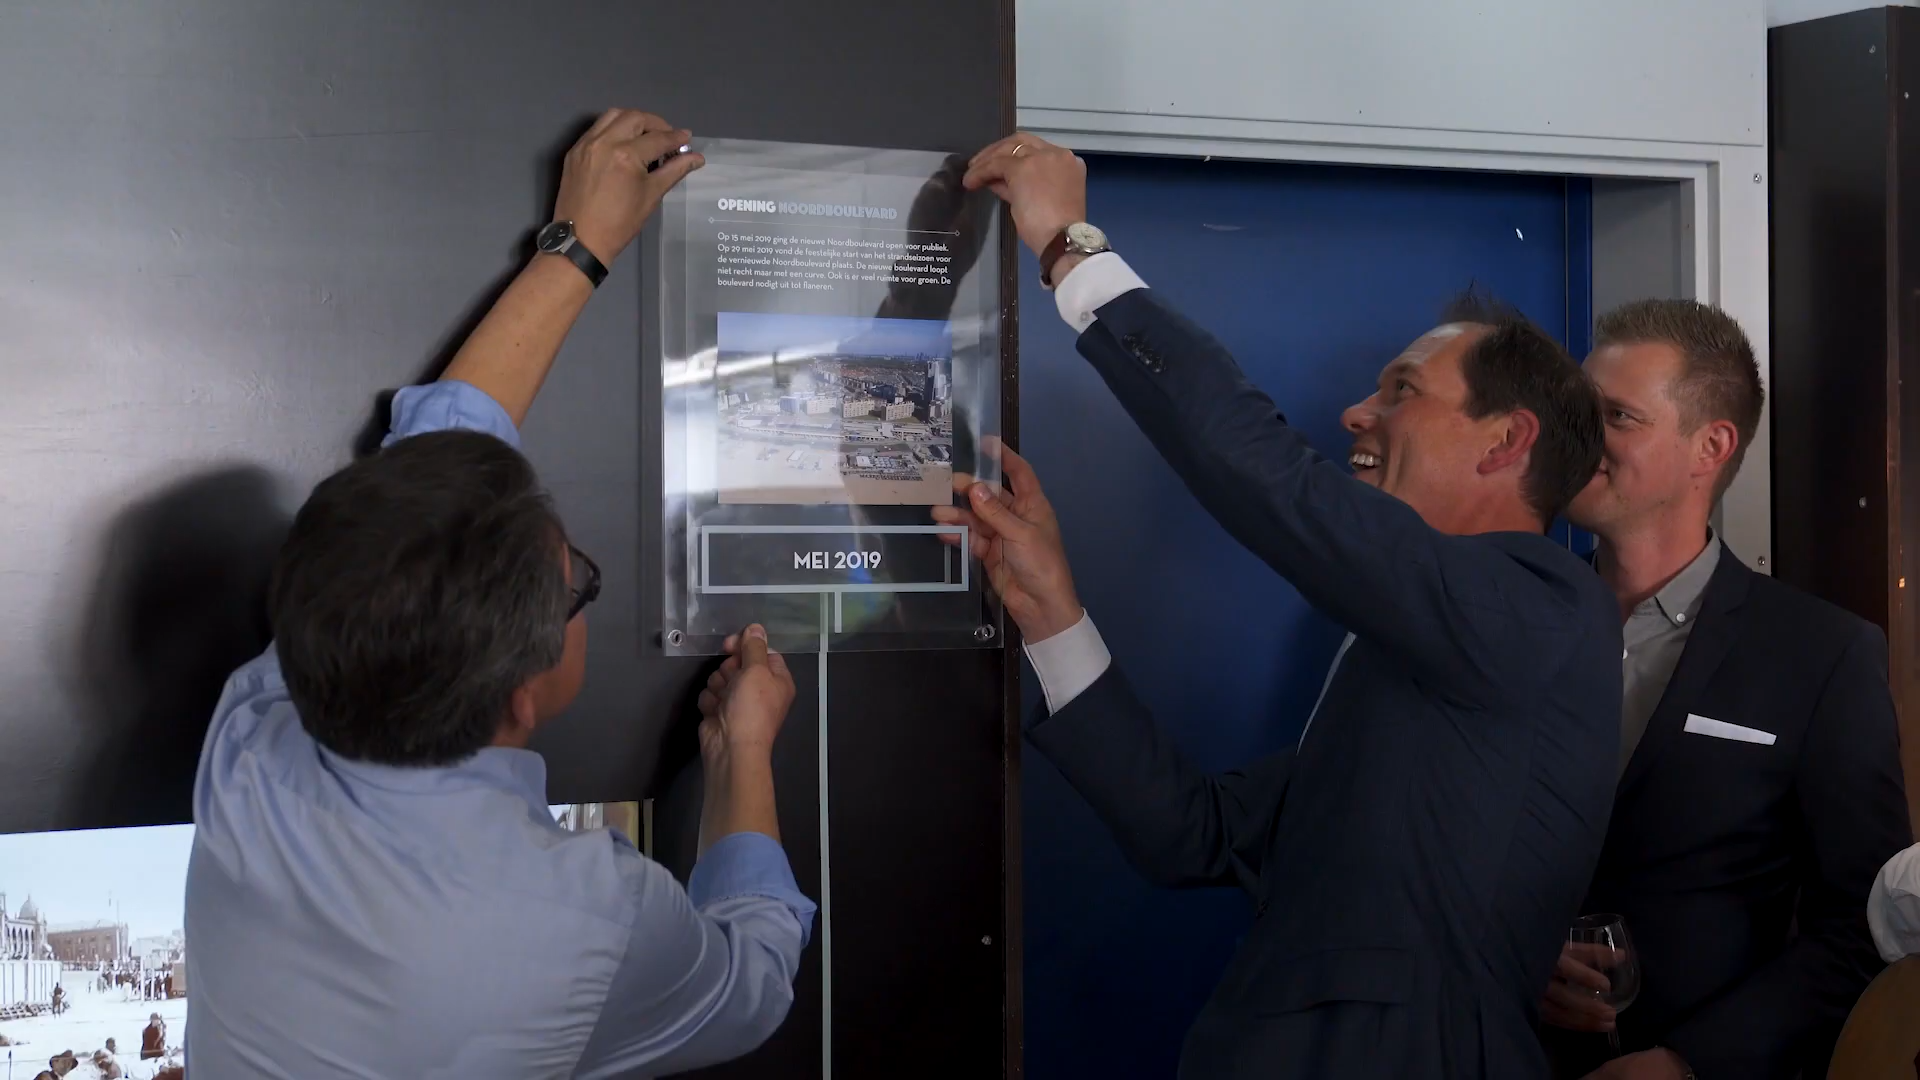 OPENING NOORDBOULEVARD
Op 15 mei 2019 ging de nieuwe Noordboulevard open voor publiek.
Op 29 mei 2019 vond de feestelijke start van het strandseizoen voor
de vernieuwde Noordboulevard plaats. De nieuwe boulevard loopt
niet recht maar met een curve. Ook is er veel ruimte voor groen. De
boulevard nodigt uit tot flaneren.
MEI 2019